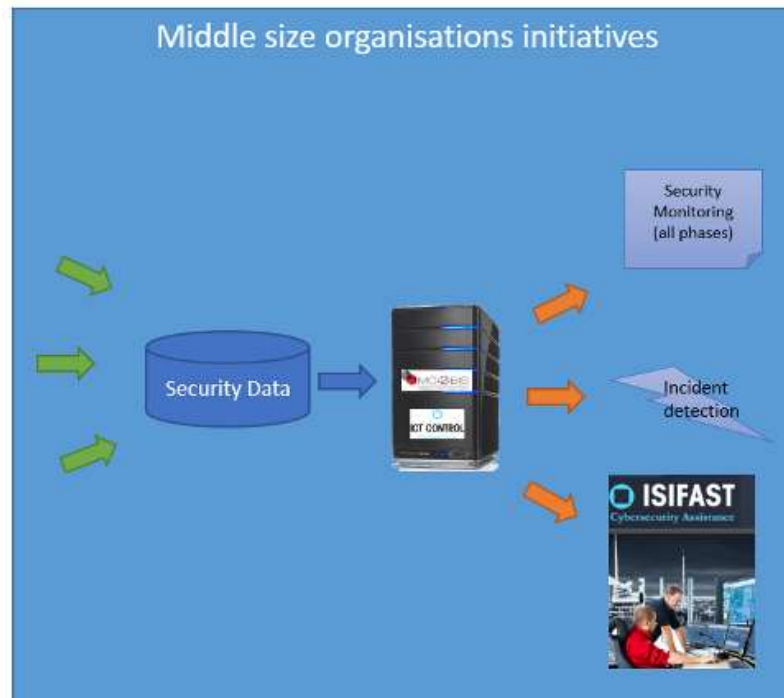 Middle size organisations initiatives
Security
Monitoring
(all phases)
Security Data
ICT CONTROL
Incident
detection
ISIFAST
Cybersecurity Assistance